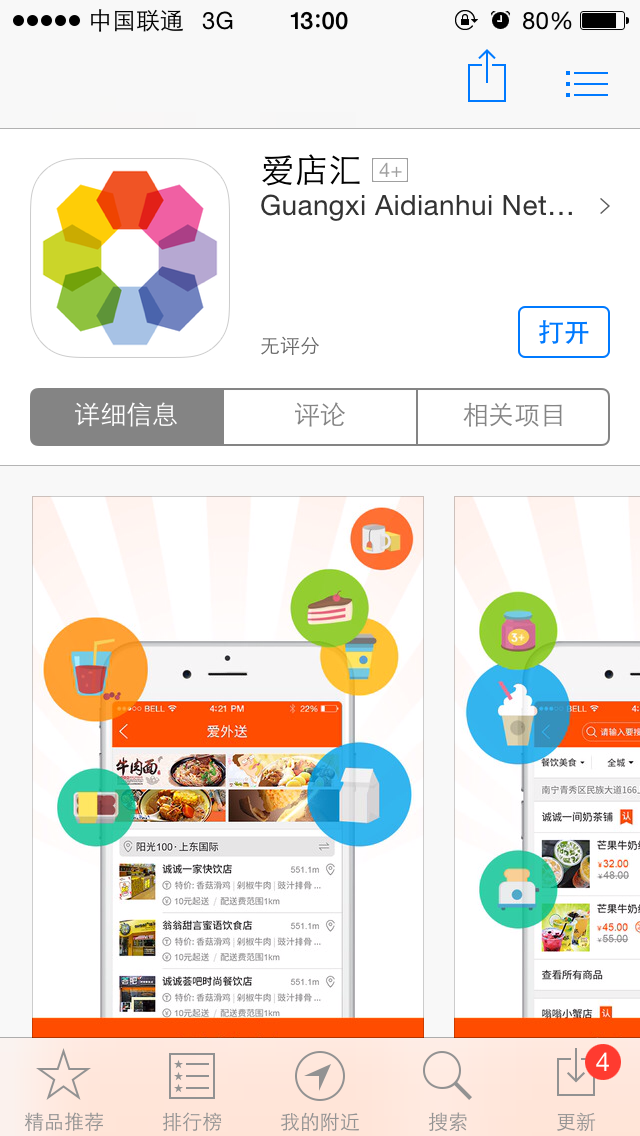 中国联通 3G 13:00 80%
爱店汇 4+
Guangxi Aidianhui Net...
无评分
打开
详细信息 评论 相关项目
BELL 4:21 PM 22%
爱外送
牛肉面
阳光100·上东国际
诚诚一家快饮店 551.1m
特价: 香菇滑鸡 | 剁椒牛肉 | 豉汁排骨 ...
10元起送 / 配送费范围1km
翁翁甜言蜜语饮食店 551.1m
特价: 香菇滑鸡 | 剁椒牛肉 | 豉汁排骨 ...
10元起送 / 配送费范围1km
诚诚荟吧时尚餐饮店 551.1m
特价: 香菇滑鸡 | 剁椒牛肉 | 豉汁排骨 ...
10元起送 / 配送费范围1km
3+
BELL 4:
请输入要搜
餐饮美食 全城
南宁青秀区民族大道166
诚诚一间奶茶铺 认
芒果牛奶
¥32.00
¥48.00
芒果牛奶
¥45.00
¥55.00
查看所有商品
嗡嗡小蟹店 认
精品推荐 排行榜 我的附近 搜索 更新 4